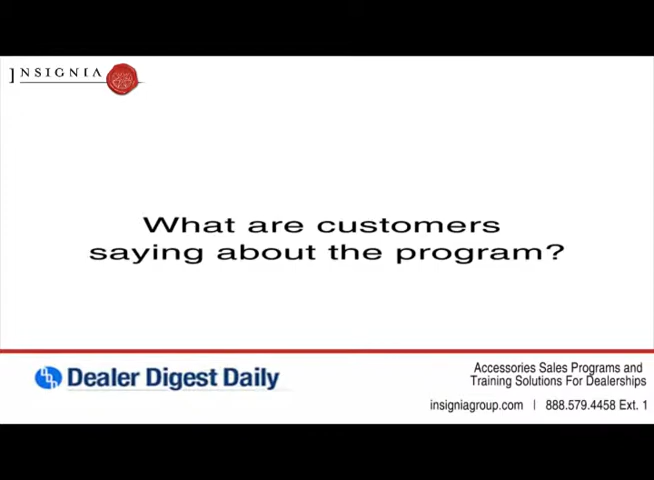 INSIGNIA
What are customers
saying about the program?
Dealer Digest Daily
Accessories Sales Programs and
Training Solutions For Dealerships
insigniagroup.com | 888.579.4458 Ext. 1